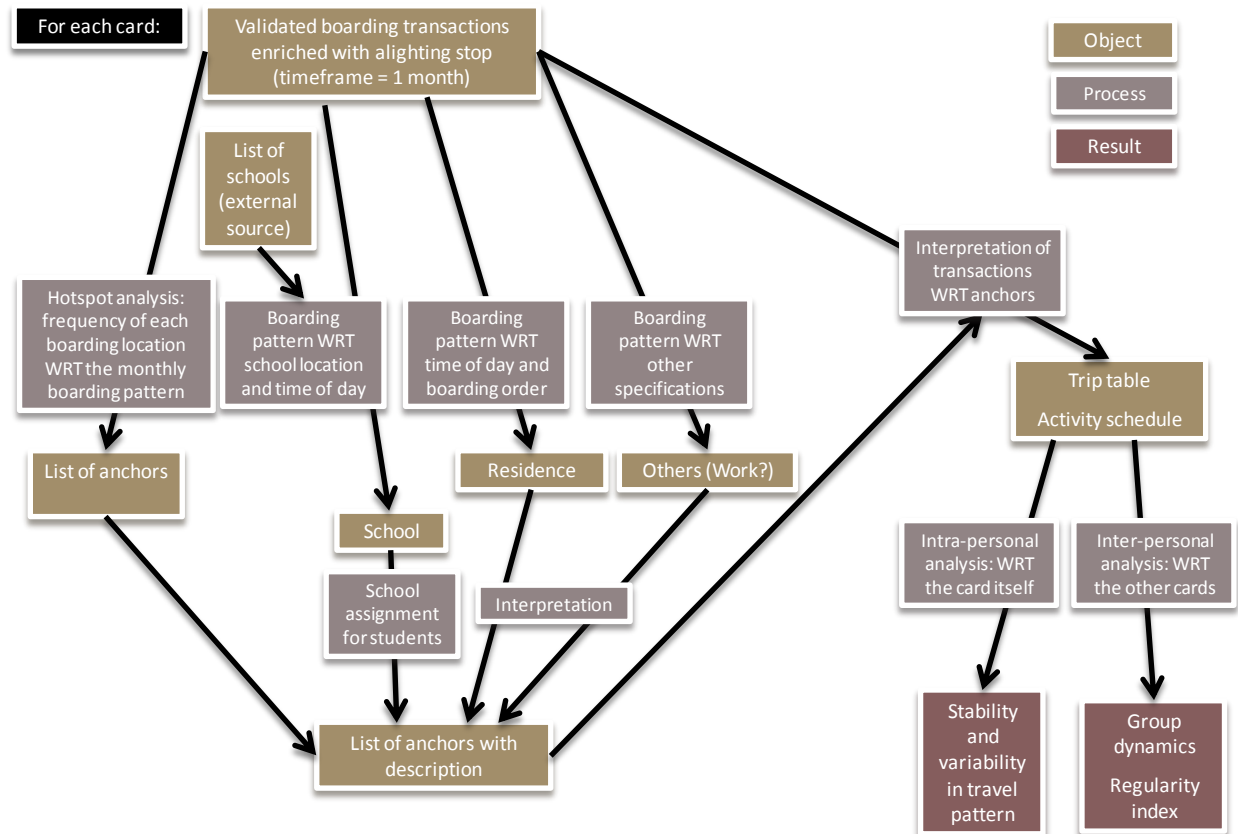 For each card:
Validated boarding transactions
enriched with alighting stop
(timeframe = 1 month)
Object
Process
Result
List of
schools
(external
source)
Interpretation of
transactions
WRT anchors
Hotspot analysis:
frequency of each
boarding location
WRT the monthly
boarding pattern
Boarding
pattern WRT
school location
and time of day
Boarding
pattern WRT
time of day and
boarding order
Boarding
pattern WRT
other
specifications
Trip table
Activity schedule
List of anchors
Residence
Others (Work?)
School
Intra-personal
analysis: WRT
the card itself
Inter-personal
analysis: WRT
the other cards
School
assignment
for students
Interpretation
List of anchors with
description
Stability
and
variability
in travel
pattern
Group
dynamics
Regularity
index